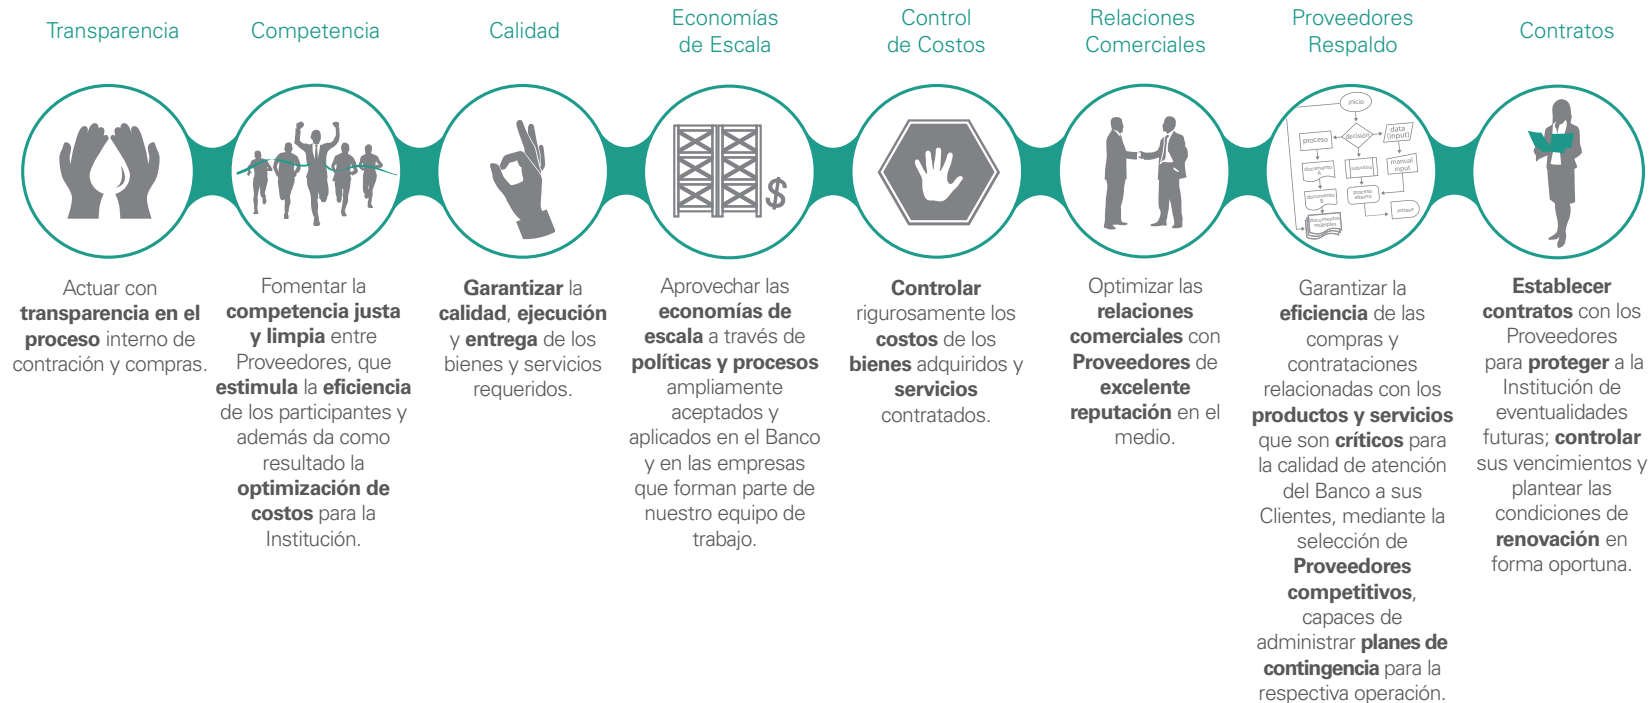 Transparencia
Actuar con
transparencia en el
proceso interno de
contración y compras.
Competencia
Fomentar la
competencia justa
y limpia entre
Proveedores, que
estimula la eficiencia
de los participantes y
además da como
resultado la
optimización de
costos para la
Institución.
Calidad
Garantizar la
calidad, ejecución
y entrega de los
bienes y servicios
requeridos.
Economías
de Escala
$
Aprovechar las
economías de
escala a través de
políticas y procesos
ampliamente
aceptados y
aplicados en el Banco
y en las empresas
que forman parte de
nuestro equipo de
trabajo.
Control
de Costos
Controlar
rigurosamente los
costos de los
bienes adquiridos y
servicios
contratados.
Relaciones
Comerciales
Optimizar las
relaciones
comerciales con
Proveedores de
excelente
reputación en el
medio.
Proveedores
Respaldo
inicio
decision
data
(input)
proceso
manual
input
documento
A
documento
B
proceso
alterno
documentos
múltiples
Garantizar la
eficiencia de las
compras y
contrataciones
relacionadas con los
productos y servicios
que son críticos para
la calidad de atención
del Banco a sus
Clientes, mediante la
selección de
Proveedores
competitivos,
capaces de
administrar planes de
contingencia para la
respectiva operación.
Contratos
Establecer
contratos con los
Proveedores
para proteger a la
Institución de
eventualidades
futuras; controlar
sus vencimientos y
plantear las
condiciones de
renovación en
forma oportuna.